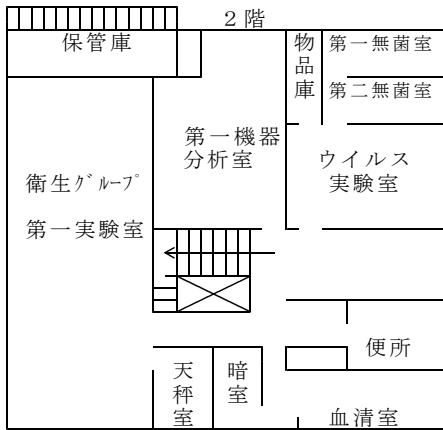 ２階
保管庫
物品庫
第一無菌室
第二無菌室
第一機器
分析室
ウイルス
実験室
衛生ｸﾞﾙｰﾌﾟ
第一実験室
便所
天秤室
暗室
血清室